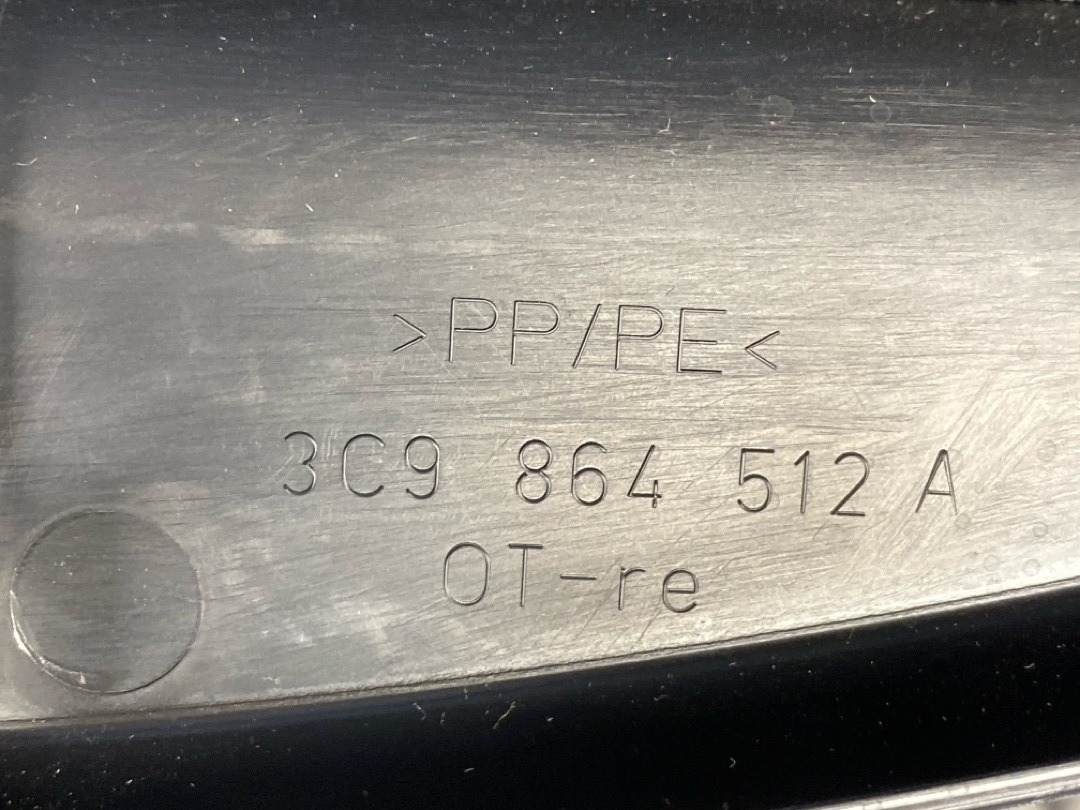 >PP/PE<
3C9 864 512 A
OT-re